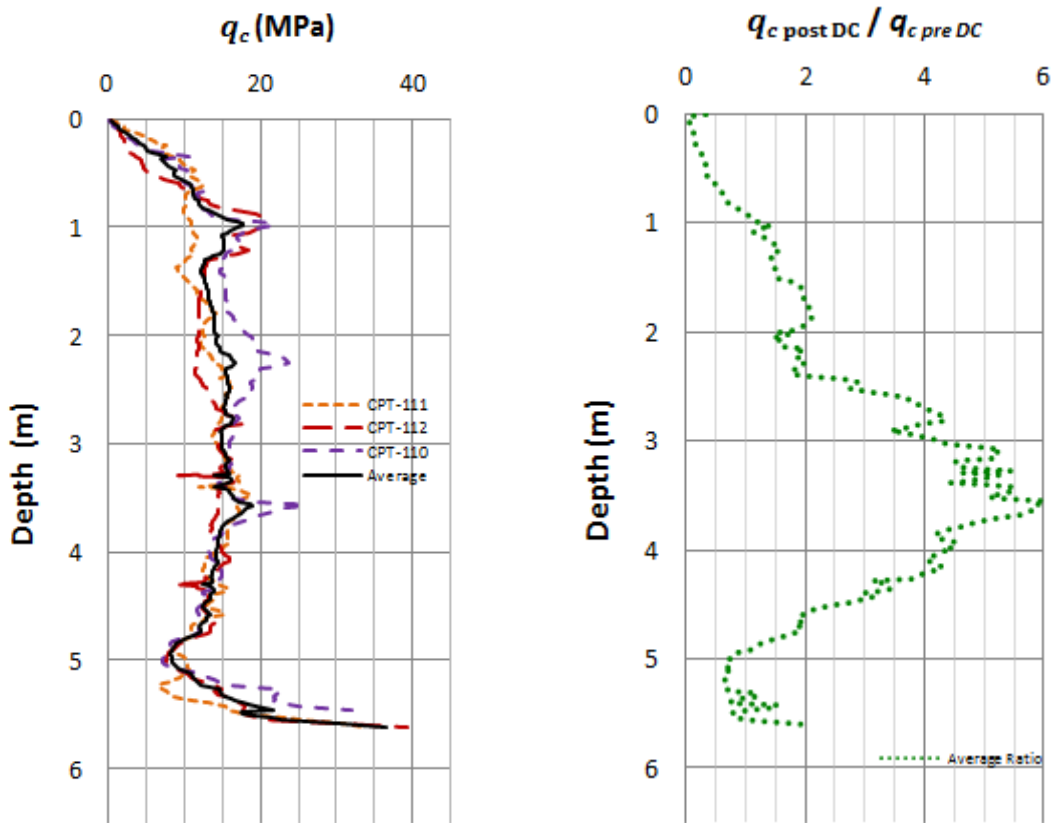 q_c (MPa)
0 20 40
0
1
2
3
4
5
6
Depth (m)
CPT-111
CPT-112
CPT-110
Average
q_c post DC / q_c pre DC
0 2 4 6
0
1
2
3
4
5
6
Depth (m)
Average Ratio